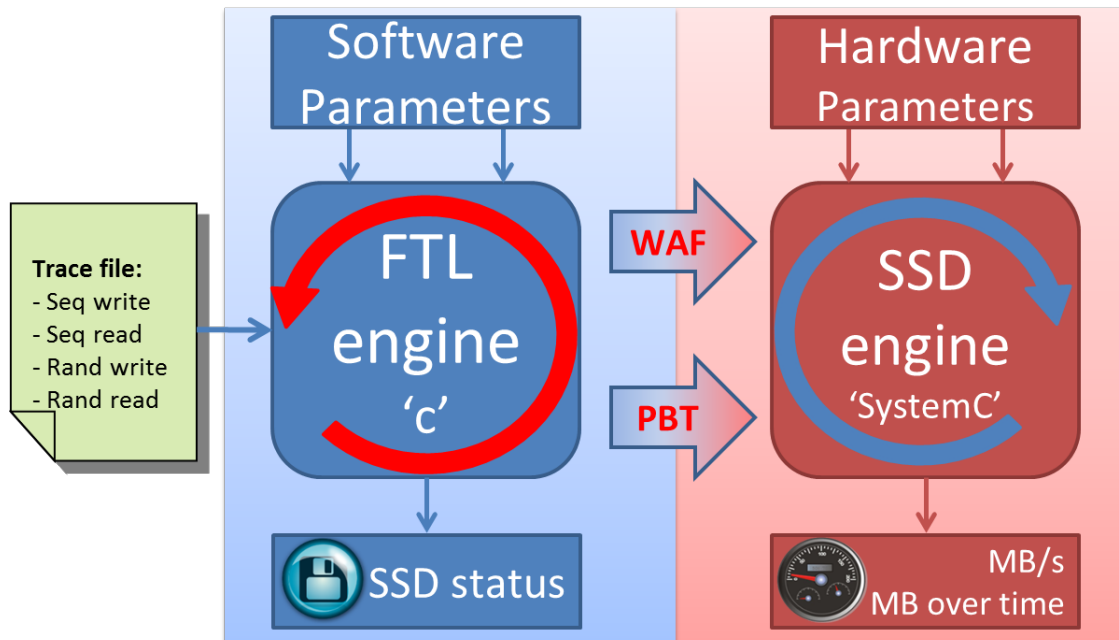 Software
Parameters
Hardware
Parameters
Trace file:
- Seq write
- Seq read
- Rand write
- Rand read
FTL
engine
‘c’
WAF
PBT
SSD
engine
‘SystemC’
SSD status
MB/s
MB over time